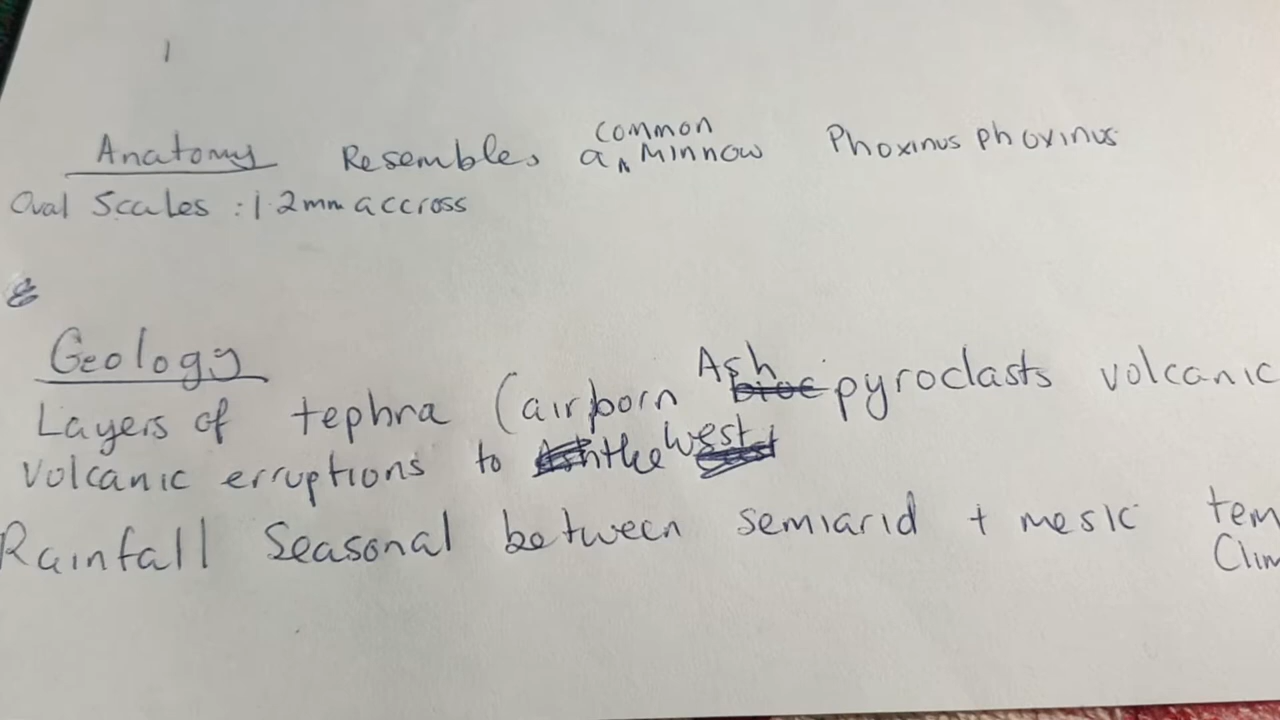 1
Anatomy Resembles a common Minnow Phoxinus phoxinus
Oval Scales : 1.2mm accross
Geology
Layers of tephra (airborn Ash pyroclasts volcanic
volcanic erruptions to the west
Rainfall Seasonal between semiarid + mesic tem
Clim